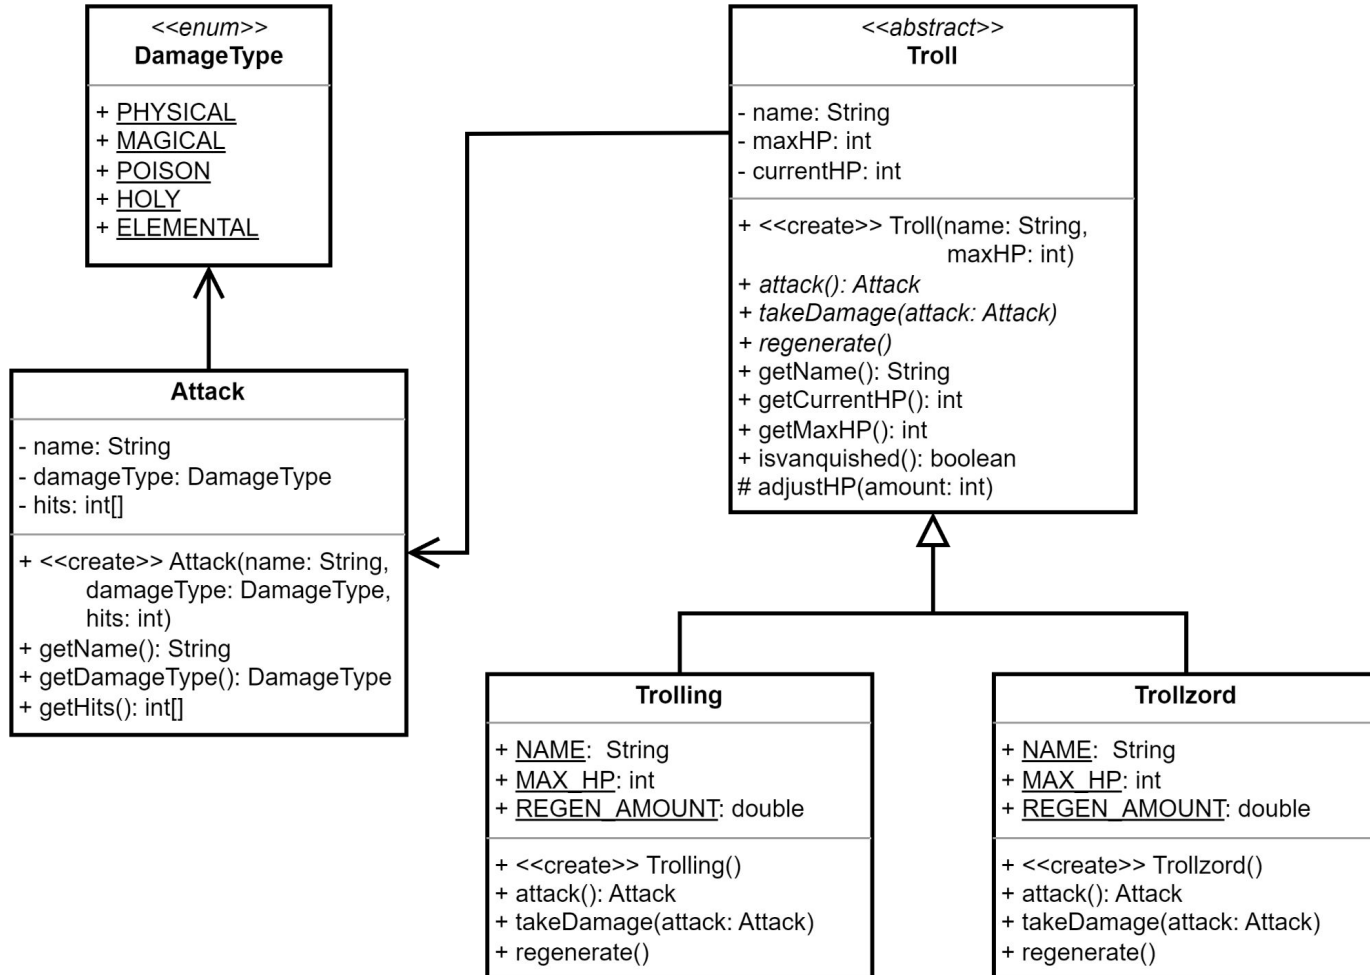 <<enum>>
DamageType
+ PHYSICAL
+ MAGICAL
+ POISON
+ HOLY
+ ELEMENTAL
<<abstract>>
Troll
- name: String
- maxHP: int
- currentHP: int
+ <<create>> Troll(name: String,
maxHP: int)
+ attack(): Attack
+ takeDamage(attack: Attack)
+ regenerate()
+ getName(): String
+ getCurrentHP(): int
+ getMaxHP(): int
+ isvanquished(): boolean
# adjustHP(amount: int)
Attack
- name: String
- damageType: DamageType
- hits: int[]
+ <<create>> Attack(name: String,
damageType: DamageType,
hits: int)
+ getName(): String
+ getDamageType(): DamageType
+ getHits(): int[]
Trolling
+ NAME: String
+ MAX_HP: int
+ REGEN_AMOUNT: double
+ <<create>> Trolling()
+ attack(): Attack
+ takeDamage(attack: Attack)
+ regenerate()
Trollzord
+ NAME: String
+ MAX_HP: int
+ REGEN_AMOUNT: double
+ <<create>> Trollzord()
+ attack(): Attack
+ takeDamage(attack: Attack)
+ regenerate()